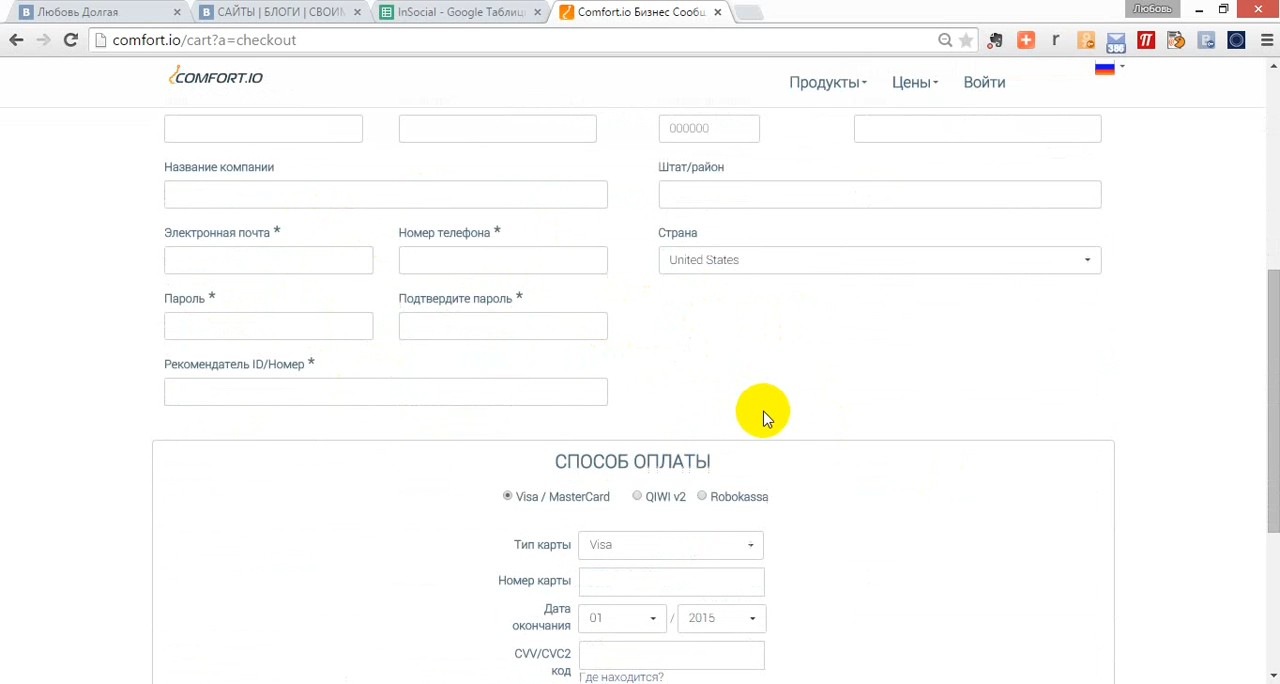 Любовь Долгая
САЙТЫ | БЛОГИ | СВОИМ
InSocial - Google Таблиц
Comfort.io Бизнес Сообщ
Любовь
comfort.io/cart?a=checkout
386
COMFORT.IO
Продукты
Цены
Войти
000000
Название компании
Штат/район
Электронная почта *
Номер телефона *
Страна
United States
Пароль *
Подтвердите пароль *
Рекомендатель ID/Номер *
СПОСОБ ОПЛАТЫ
Visa / MasterCard
QIWI v2
Robokassa
Тип карты
Visa
Номер карты
Дата
окончания
01 / 2015
CVV/CVC2
код
Где находится?